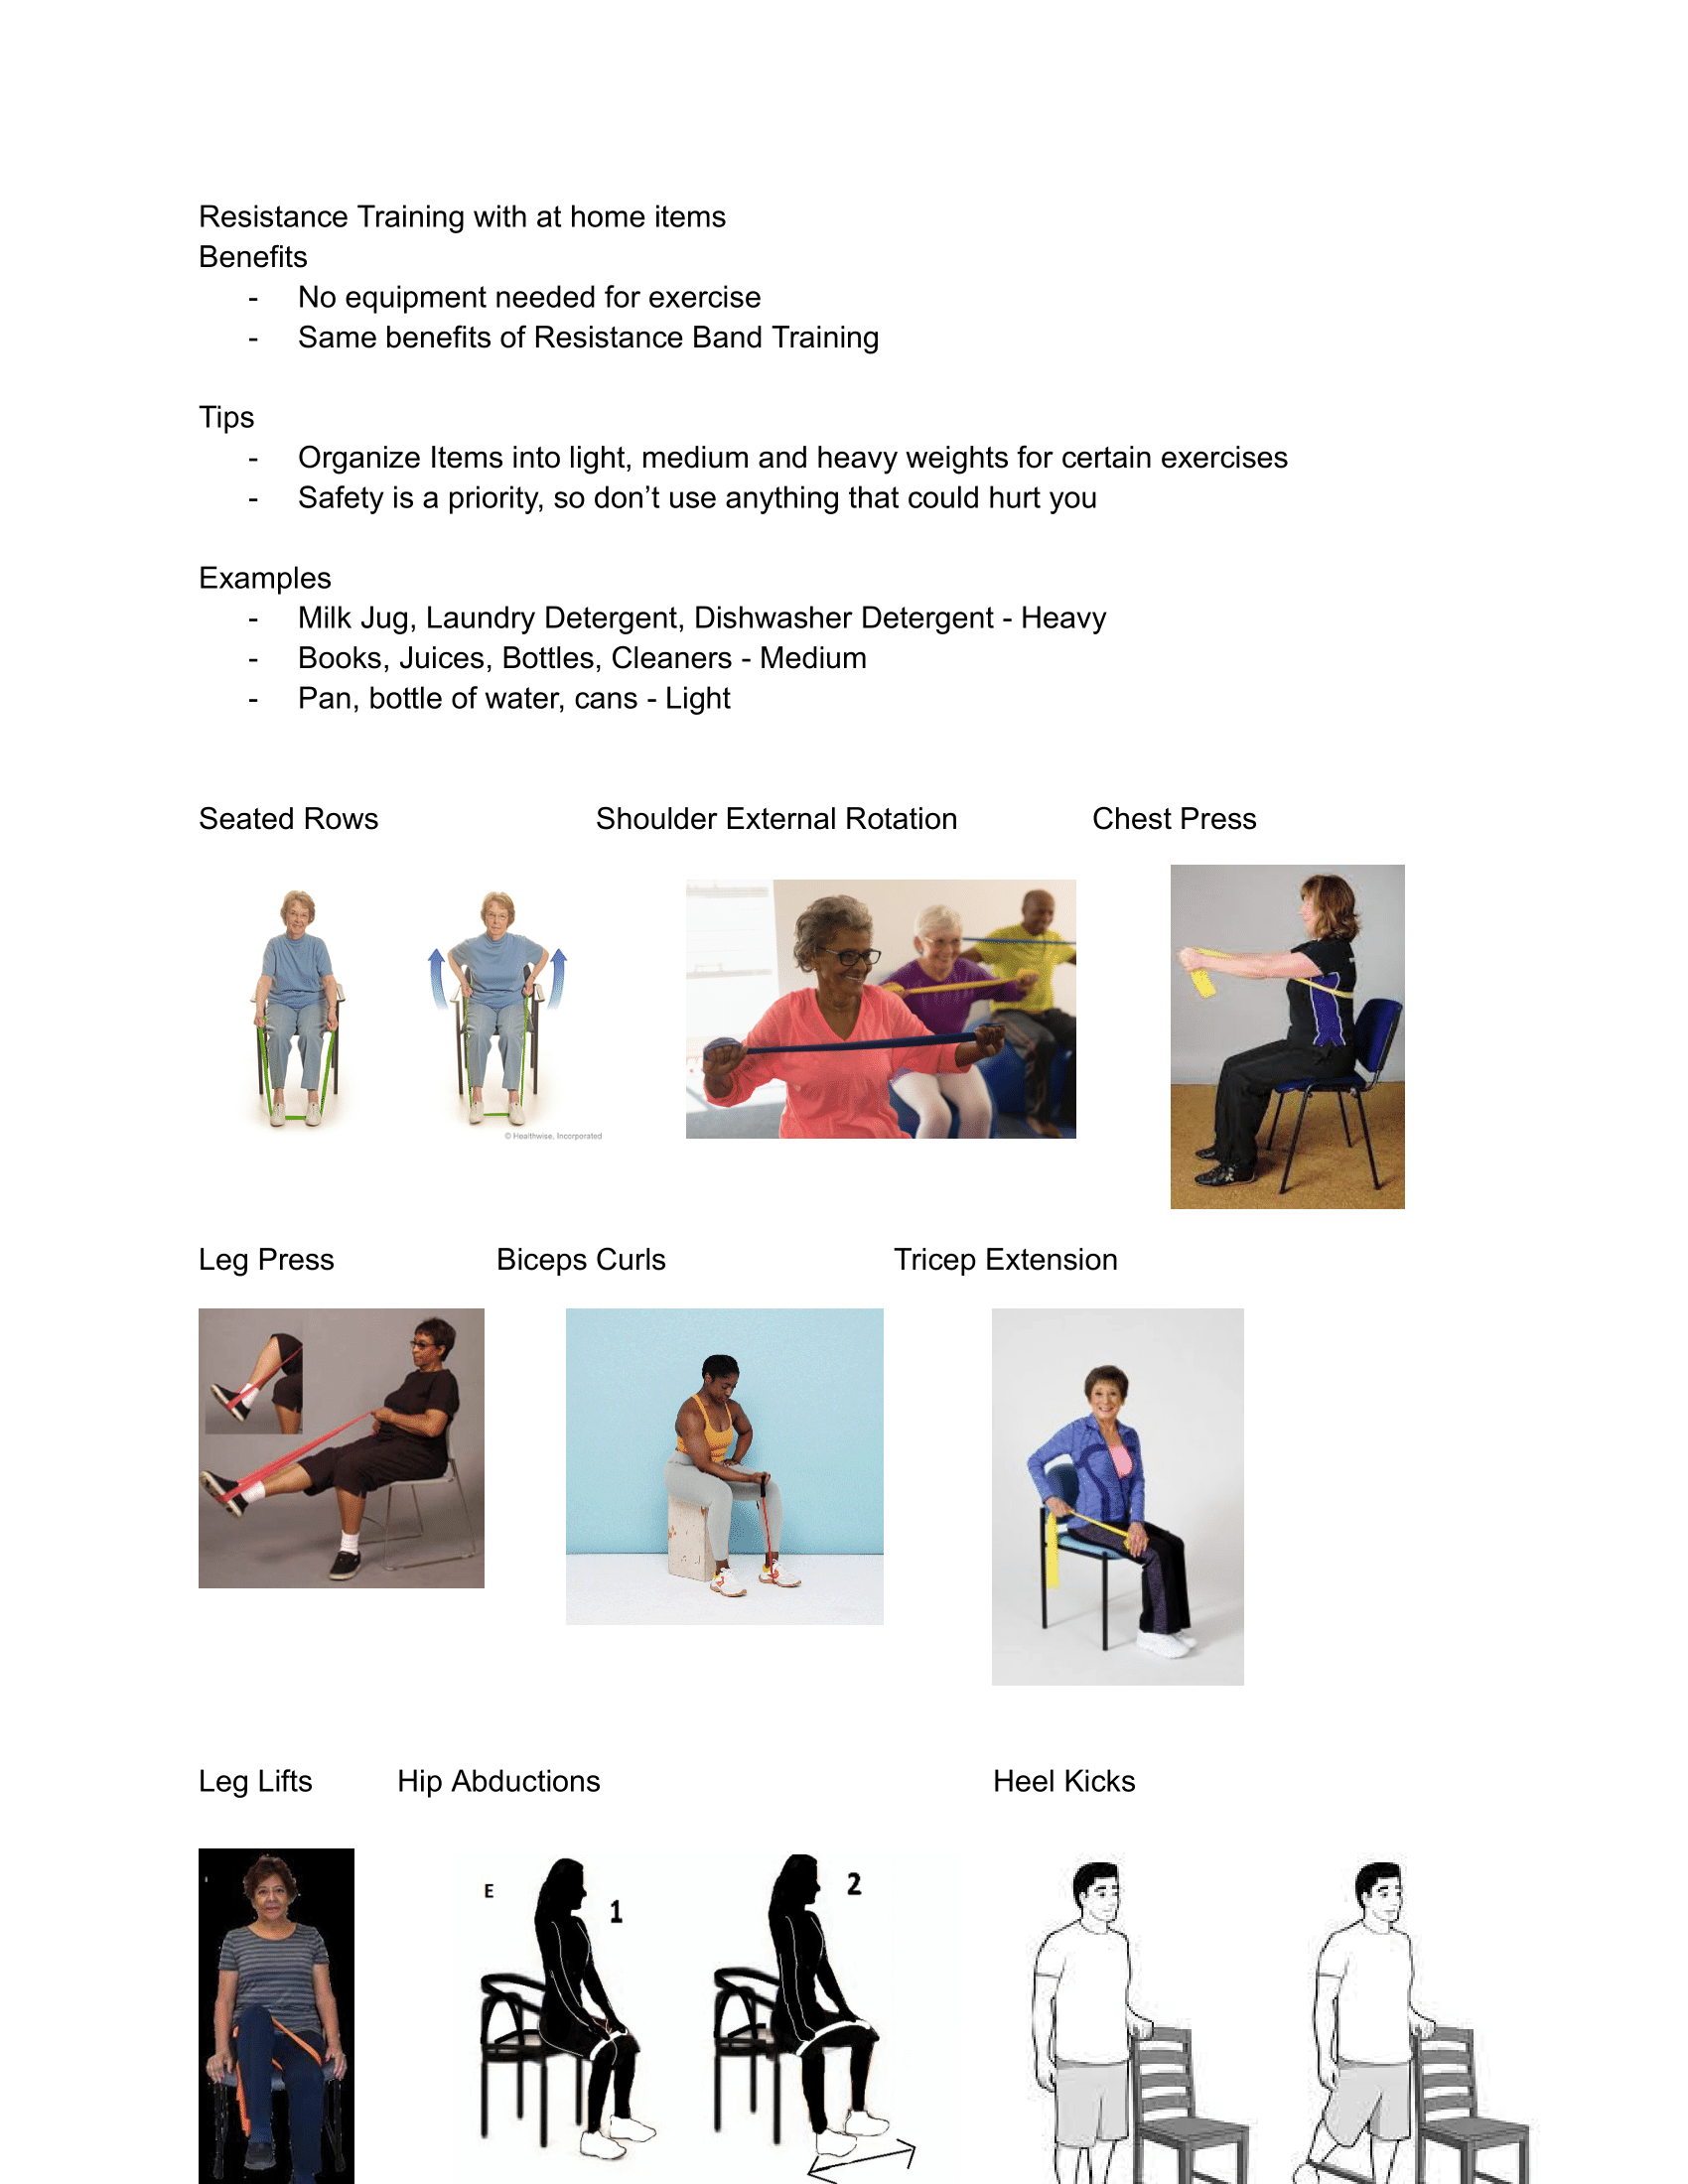 Resistance Training with at home items
Benefits
- No equipment needed for exercise
- Same benefits of Resistance Band Training
Tips
- Organize Items into light, medium and heavy weights for certain exercises
- Safety is a priority, so don’t use anything that could hurt you
Examples
- Milk Jug, Laundry Detergent, Dishwasher Detergent - Heavy
- Books, Juices, Bottles, Cleaners - Medium
- Pan, bottle of water, cans - Light
Seated Rows Shoulder External Rotation Chest Press
© Healthwise, Incorporated
Leg Press Biceps Curls Tricep Extension
Leg Lifts Hip Abductions Heel Kicks
E 1 2